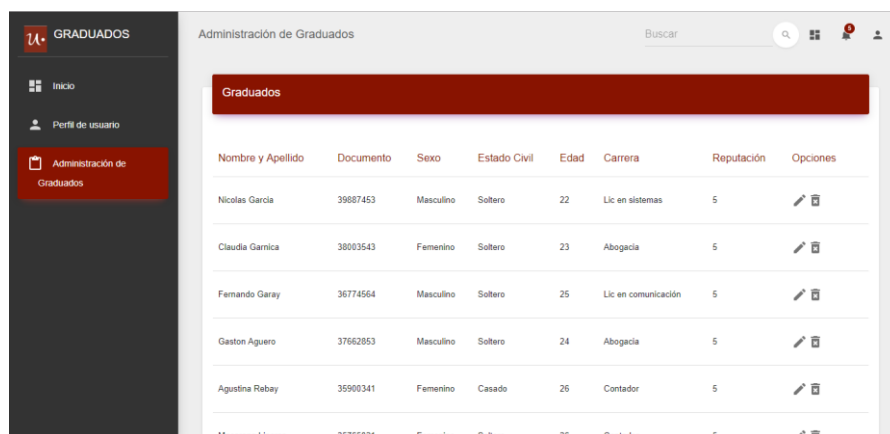 u.
GRADUADOS
Administración de Graduados
Buscar
5
Inicio
Perfil de usuario
Administración de
Graduados
Graduados
Nombre y Apellido Documento Sexo Estado Civil Edad Carrera Reputación Opciones
Nicolas Garcia 39887453 Masculino Soltero 22 Lic en sistemas 5
Claudia Garnica 38003543 Femenino Soltero 23 Abogacia 5
Fernando Garay 36774564 Masculino Soltero 25 Lic en comunicación 5
Gaston Aguero 37662853 Masculino Soltero 24 Abogacia 5
Agustina Rebay 35900341 Femenino Casado 26 Contador 5